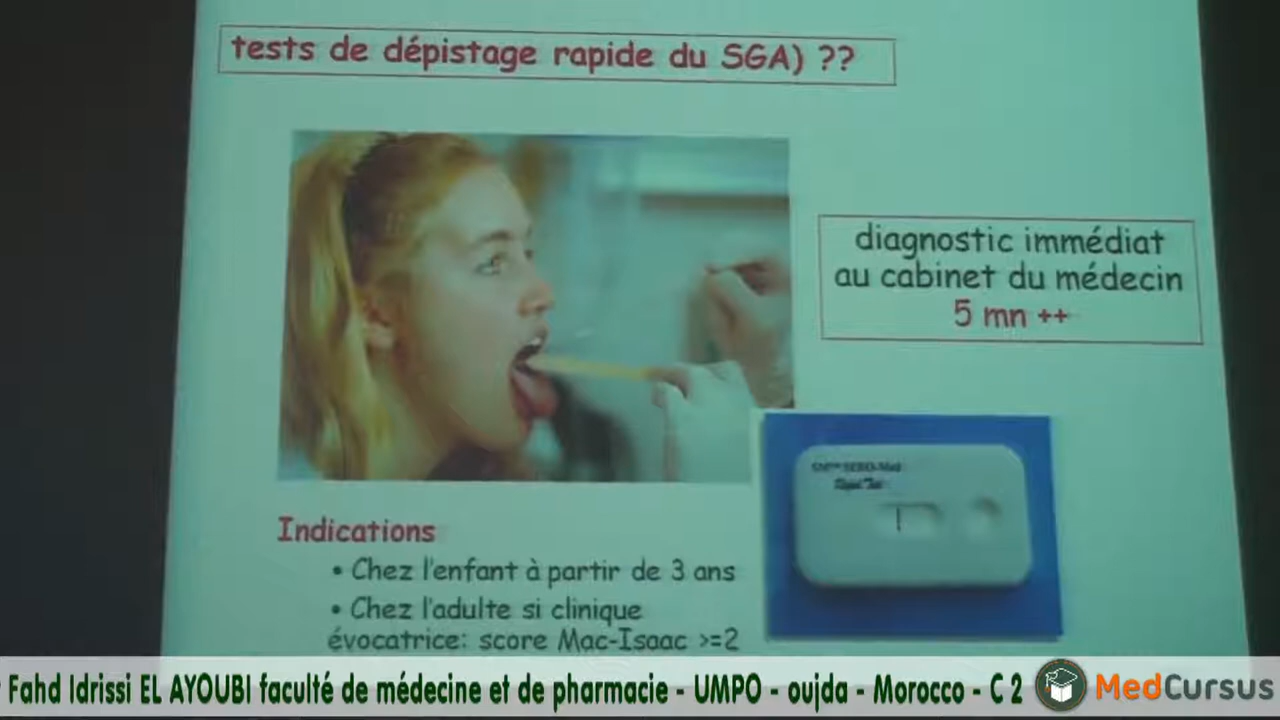 tests de dépistage rapide du SGA) ??
diagnostic immédiat
au cabinet du médecin
5 mn ++
Rapid Test
Indications
• Chez l'enfant à partir de 3 ans
• Chez l'adulte si clinique
évocatrice: score Mac-Isaac >=2
Fahd Idrissi EL AYOUBI faculté de médecine et de pharmacie - UMPO - oujda - Morocco - C 2
MedCursus